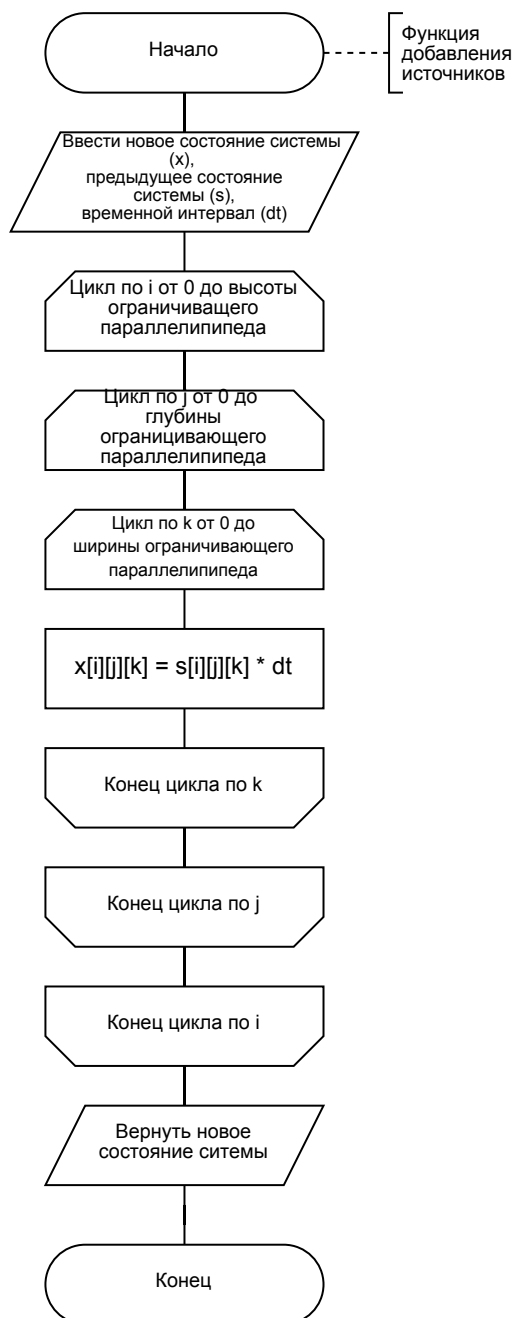 Начало
Функция
добавления
источников
Ввести новое состояние системы
(x),
предыдущее состояние
системы (s),
временной интервал (dt)
Цикл по i от 0 до высоты
ограничиващего
параллелипипеда
Цикл по j от 0 до
глубины
ограницивающего
параллелипипеда
Цикл по k от 0 до
ширины ограничивающего
параллелипипеда
x[i][j][k] = s[i][j][k] * dt
Конец цикла по k
Конец цикла по j
Конец цикла по i
Вернуть новое
состояние ситемы
Конец